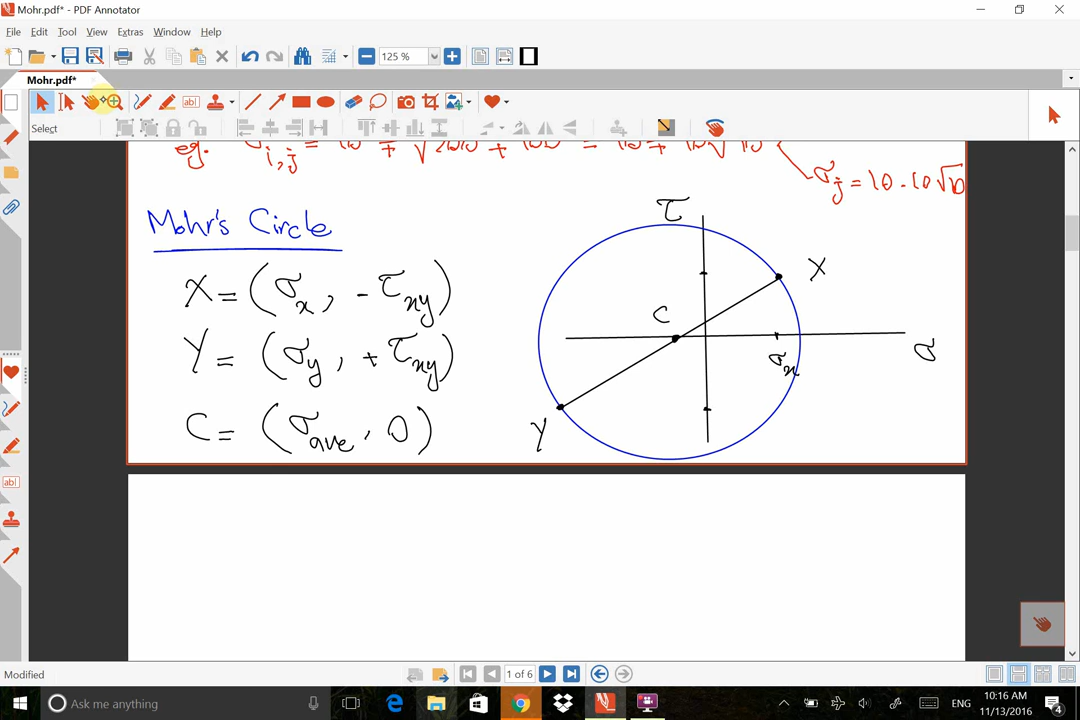 Mohr.pdf* - PDF Annotator
File Edit Tool View Extras Window Help
125 %
Mohr.pdf*
Select
eg.
σj = 10 - 10√10
Mohr's Circle
X = (σx, - τxy)
Y = (σy, + τxy)
C = (σave, 0)
τ
X
C
σx
σ
Y
Modified
1 of 6
Ask me anything
ENG
10:16 AM
11/13/2016
4